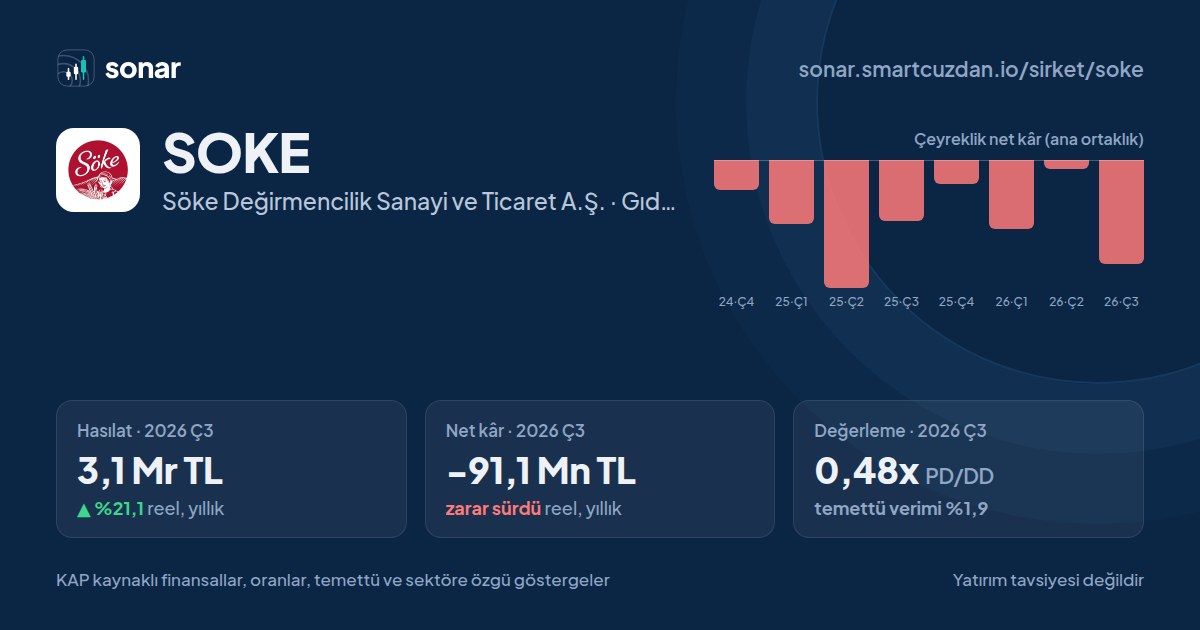 sonar
sonar.smartcuzdan.io/sirket/soke
Söke
SOKE
Söke Değirmencilik Sanayi ve Ticaret A.Ş. · Gıd...
Çeyreklik net kâr (ana ortaklık)
24·Ç4 25·Ç1 25·Ç2 25·Ç3 25·Ç4 26·Ç1 26·Ç2 26·Ç3
Hasılat · 2026 Ç3
3,1 Mr TL
▲ %21,1 reel, yıllık
Net kâr · 2026 Ç3
−91,1 Mn TL
zarar sürdü reel, yıllık
Değerleme · 2026 Ç3
0,48x PD/DD
temettü verimi %1,9
KAP kaynaklı finansallar, oranlar, temettü ve sektöre özgü göstergeler
Yatırım tavsiyesi değildir